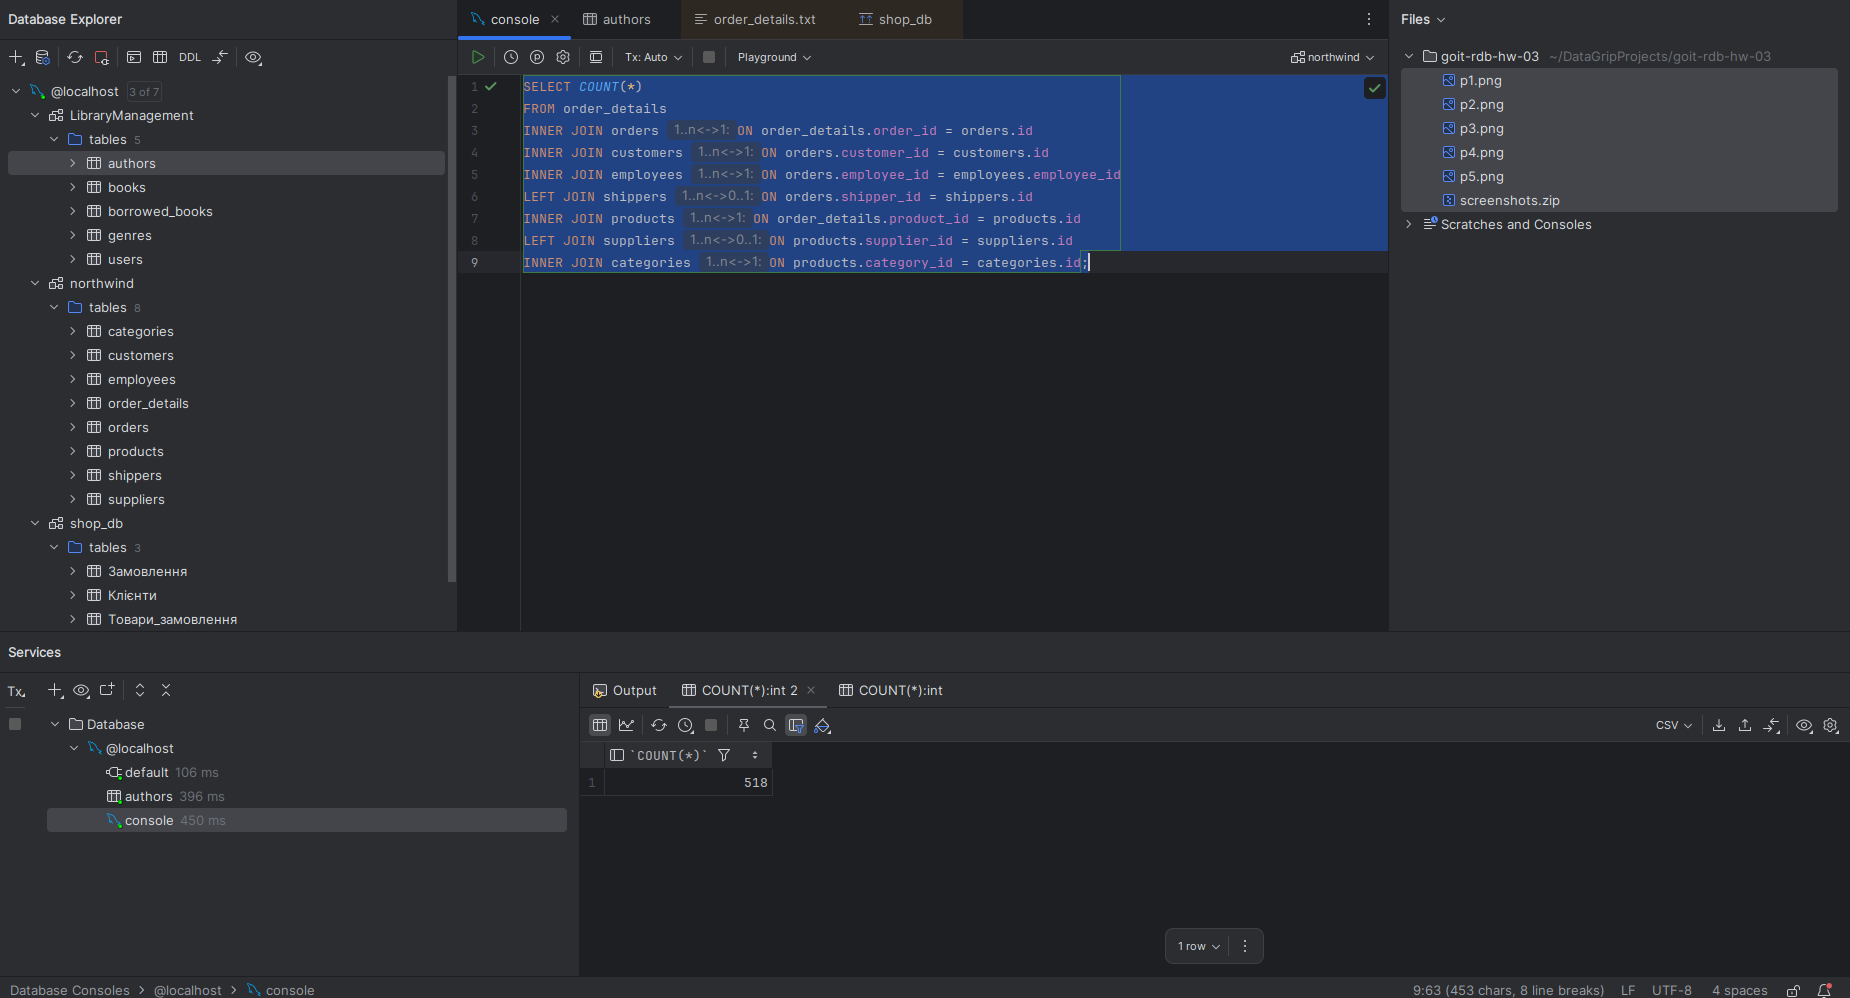 Database Explorer
DDL
@localhost 3 of 7
LibraryManagement
tables 5
authors
books
borrowed_books
genres
users
northwind
tables 8
categories
customers
employees
order_details
orders
products
shippers
suppliers
shop_db
tables 3
Замовлення
Клієнти
Товари_замовлення
console
authors
order_details.txt
shop_db
Tx: Auto
Playground
northwind
1 SELECT COUNT(*)
2 FROM order_details
3 INNER JOIN orders 1..n<->1: ON order_details.order_id = orders.id
4 INNER JOIN customers 1..n<->1: ON orders.customer_id = customers.id
5 INNER JOIN employees 1..n<->1: ON orders.employee_id = employees.employee_id
6 LEFT JOIN shippers 1..n<->0..1: ON orders.shipper_id = shippers.id
7 INNER JOIN products 1..n<->1: ON order_details.product_id = products.id
8 LEFT JOIN suppliers 1..n<->0..1: ON products.supplier_id = suppliers.id
9 INNER JOIN categories 1..n<->1: ON products.category_id = categories.id;
Files
goit-rdb-hw-03 ~/DataGripProjects/goit-rdb-hw-03
p1.png
p2.png
p3.png
p4.png
p5.png
screenshots.zip
Scratches and Consoles
Services
Tx
Database
@localhost
default 106 ms
authors 396 ms
console 450 ms
Output
COUNT(*):int 2
COUNT(*):int
CSV
`COUNT(*)`
1 518
1 row
Database Consoles > @localhost > console
9:63 (453 chars, 8 line breaks) LF UTF-8 4 spaces